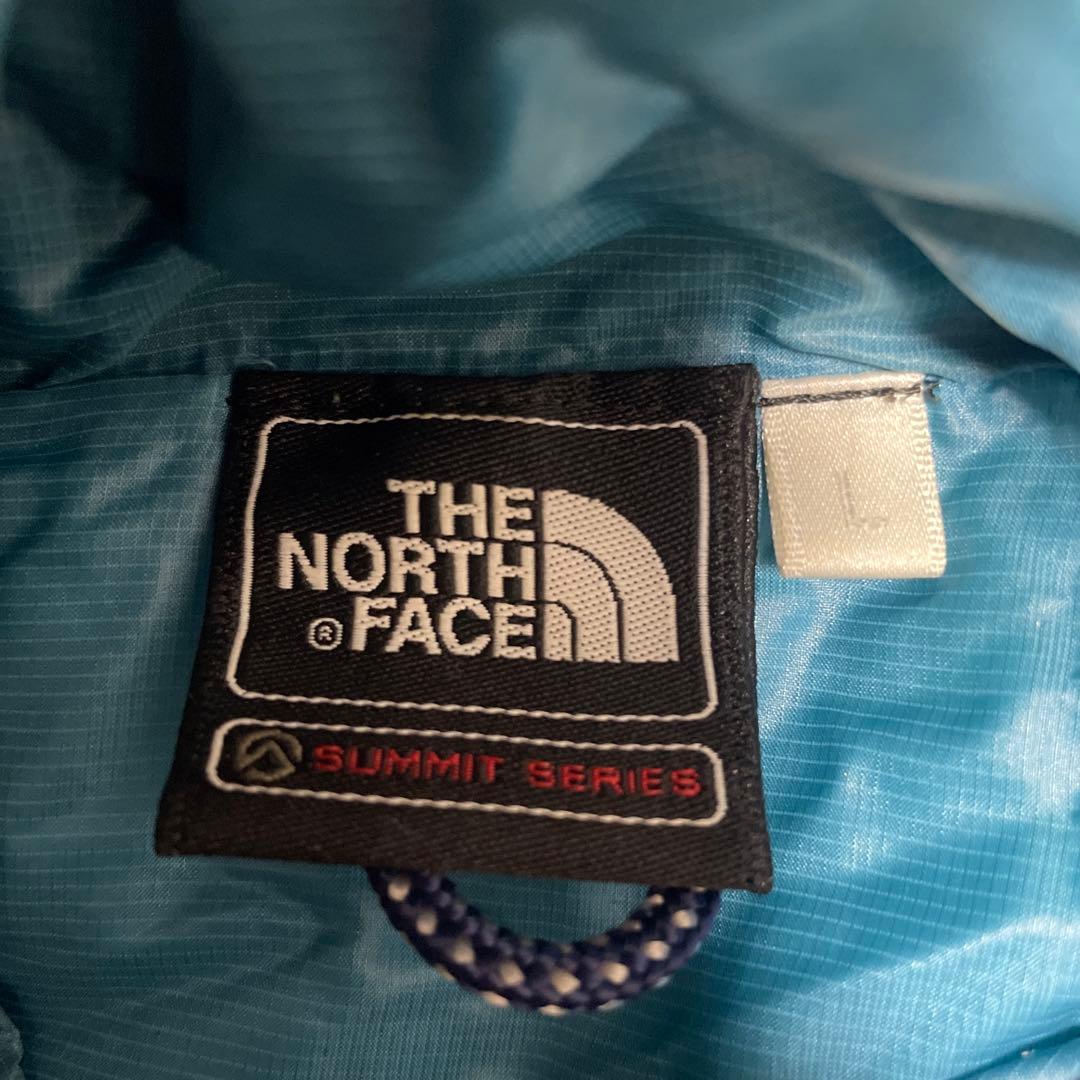 THE
NORTH
® FACE
SUMMIT SERIES
L